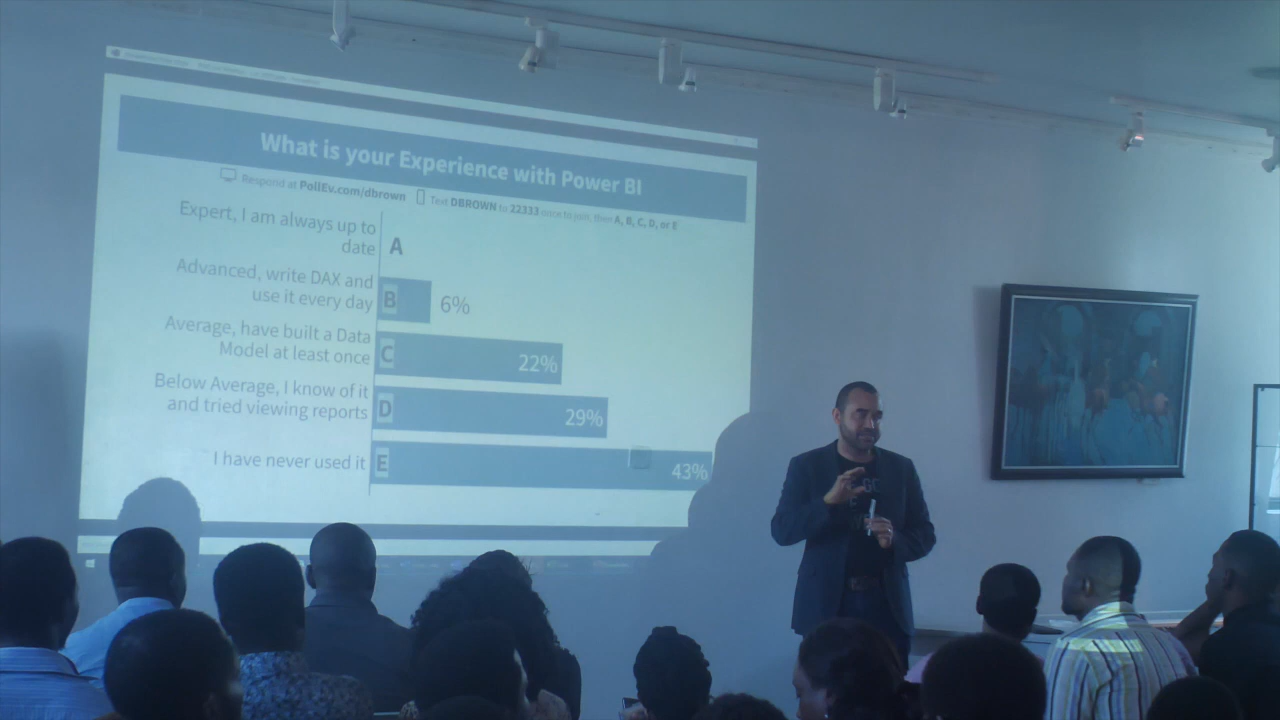 What is your Experience with Power BI
Respond at PollEv.com/dbrown Text DBROWN to 22333 once to join, then A, B, C, D, or E
Expert, I am always up to
date A
Advanced, write DAX and
use it every day B 6%
Average, have built a Data
Model at least once C 22%
Below Average, I know of it
and tried viewing reports D 29%
I have never used it E 43%